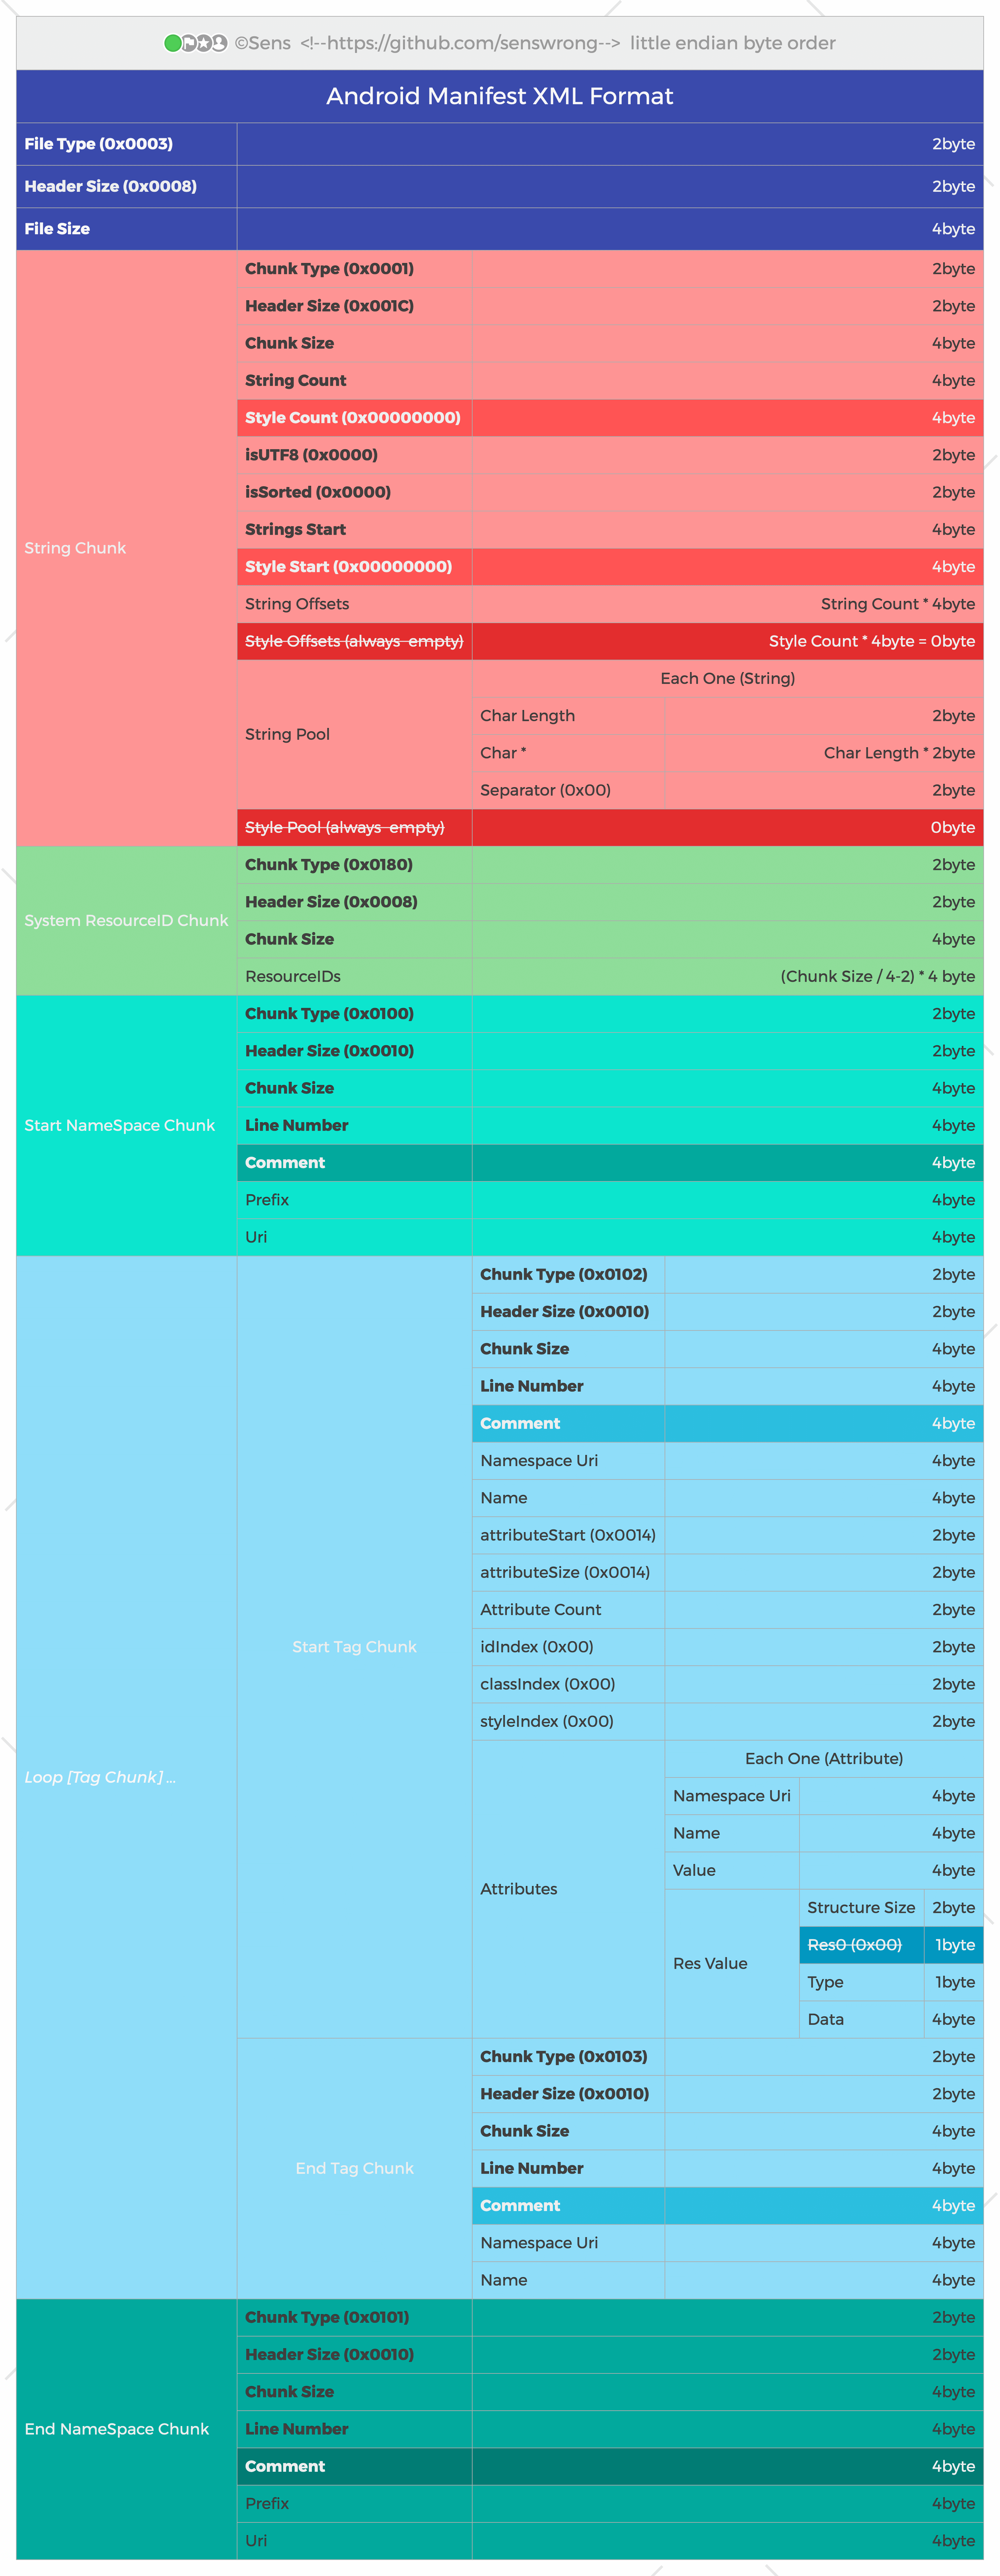 ©Sens <!--https://github.com/senswrong--> little endian byte order
Android Manifest XML Format
File Type (0x0003) 2byte
Header Size (0x0008) 2byte
File Size 4byte
String Chunk
Chunk Type (0x0001) 2byte
Header Size (0x001C) 2byte
Chunk Size 4byte
String Count 4byte
Style Count (0x00000000) 4byte
isUTF8 (0x0000) 2byte
isSorted (0x0000) 2byte
Strings Start 4byte
Style Start (0x00000000) 4byte
String Offsets String Count * 4byte
Style Offsets (always empty) Style Count * 4byte = 0byte
String Pool
Each One (String)
Char Length 2byte
Char * Char Length * 2byte
Separator (0x00) 2byte
Style Pool (always empty) 0byte
System ResourceID Chunk
Chunk Type (0x0180) 2byte
Header Size (0x0008) 2byte
Chunk Size 4byte
ResourceIDs (Chunk Size / 4-2) * 4 byte
Start NameSpace Chunk
Chunk Type (0x0100) 2byte
Header Size (0x0010) 2byte
Chunk Size 4byte
Line Number 4byte
Comment 4byte
Prefix 4byte
Uri 4byte
Loop [Tag Chunk] ...
Start Tag Chunk
Chunk Type (0x0102) 2byte
Header Size (0x0010) 2byte
Chunk Size 4byte
Line Number 4byte
Comment 4byte
Namespace Uri 4byte
Name 4byte
attributeStart (0x0014) 2byte
attributeSize (0x0014) 2byte
Attribute Count 2byte
idIndex (0x00) 2byte
classIndex (0x00) 2byte
styleIndex (0x00) 2byte
Attributes
Each One (Attribute)
Namespace Uri 4byte
Name 4byte
Value 4byte
Res Value
Structure Size 2byte
Res0 (0x00) 1byte
Type 1byte
Data 4byte
End Tag Chunk
Chunk Type (0x0103) 2byte
Header Size (0x0010) 2byte
Chunk Size 4byte
Line Number 4byte
Comment 4byte
Namespace Uri 4byte
Name 4byte
End NameSpace Chunk
Chunk Type (0x0101) 2byte
Header Size (0x0010) 2byte
Chunk Size 4byte
Line Number 4byte
Comment 4byte
Prefix 4byte
Uri 4byte